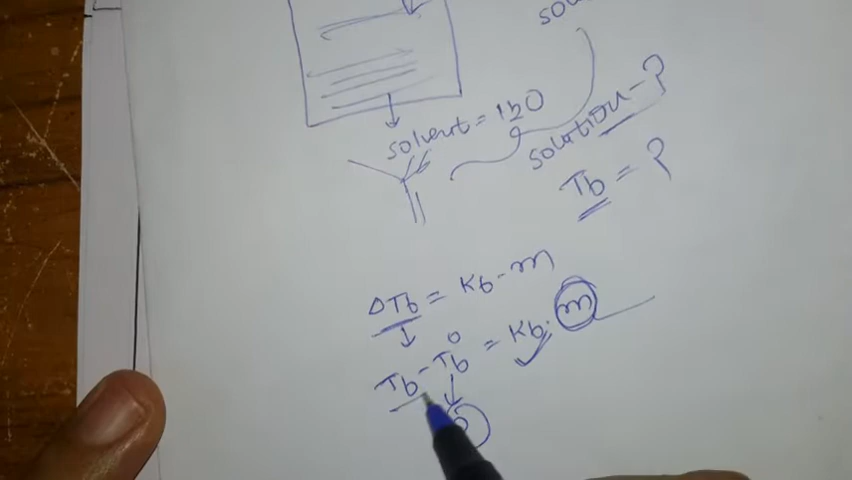 solvent = H2O
solution - ?
Tb = ?
ΔTb = Kb - m
Tb - Tb° = Kb. m